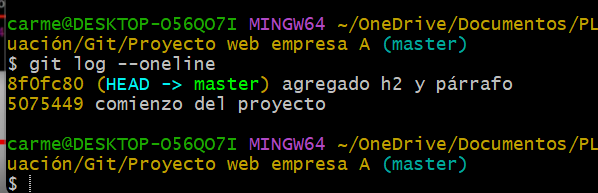 carme@DESKTOP-O56QO7I MINGW64 ~/OneDrive/Documentos/PL
uación/Git/Proyecto web empresa A (master)
$ git log --oneline
8f0fc80 (HEAD -> master) agregado h2 y párrafo
5075449 comienzo del proyecto
carme@DESKTOP-O56QO7I MINGW64 ~/OneDrive/Documentos/PL
uación/Git/Proyecto web empresa A (master)
$